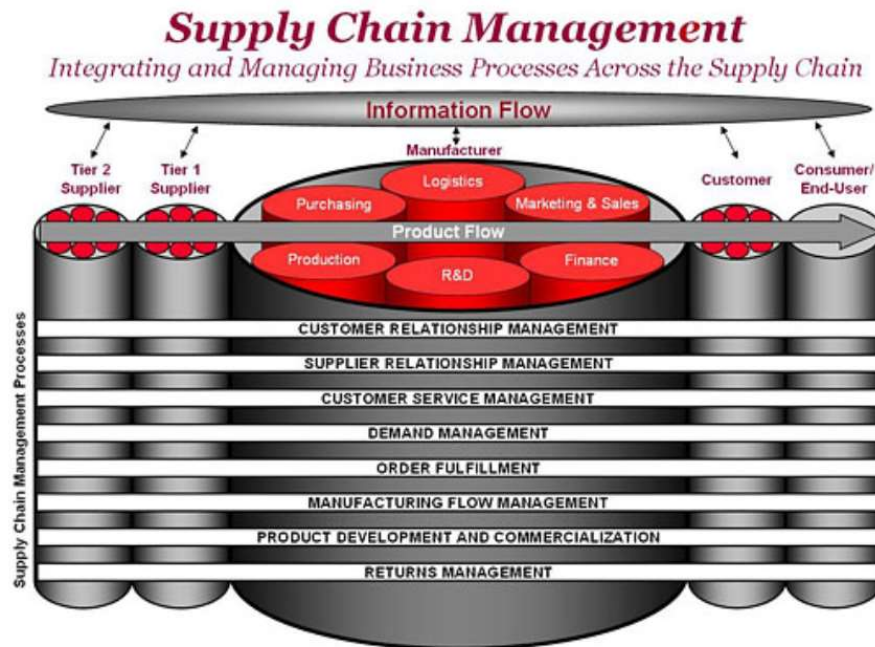 Supply Chain Management
Integrating and Managing Business Processes Across the Supply Chain
Information Flow
Tier 2
Supplier
Tier 1
Supplier
Manufacturer
Customer
Consumer/
End-User
Logistics
Purchasing
Marketing & Sales
Product Flow
Production
R&D
Finance
Supply Chain Management Processes
CUSTOMER RELATIONSHIP MANAGEMENT
SUPPLIER RELATIONSHIP MANAGEMENT
CUSTOMER SERVICE MANAGEMENT
DEMAND MANAGEMENT
ORDER FULFILLMENT
MANUFACTURING FLOW MANAGEMENT
PRODUCT DEVELOPMENT AND COMMERCIALIZATION
RETURNS MANAGEMENT